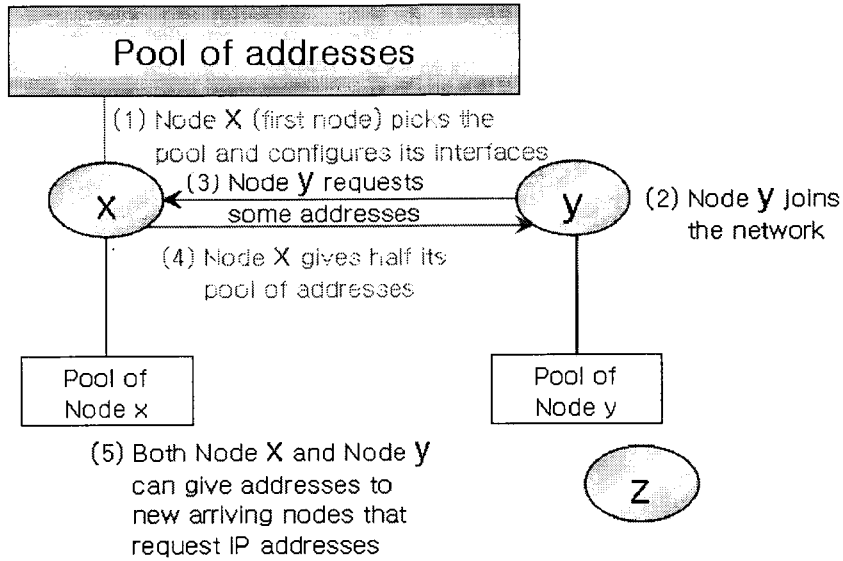 Pool of addresses
(1) Node X (first node) picks the
pool and configures its interfaces
(3) Node y requests
some addresses
X
y
(2) Node y joins
the network
(4) Node X gives half its
pool of addresses
Pool of
Node x
Pool of
Node y
(5) Both Node X and Node y
can give addresses to
new arriving nodes that
request IP addresses
Z